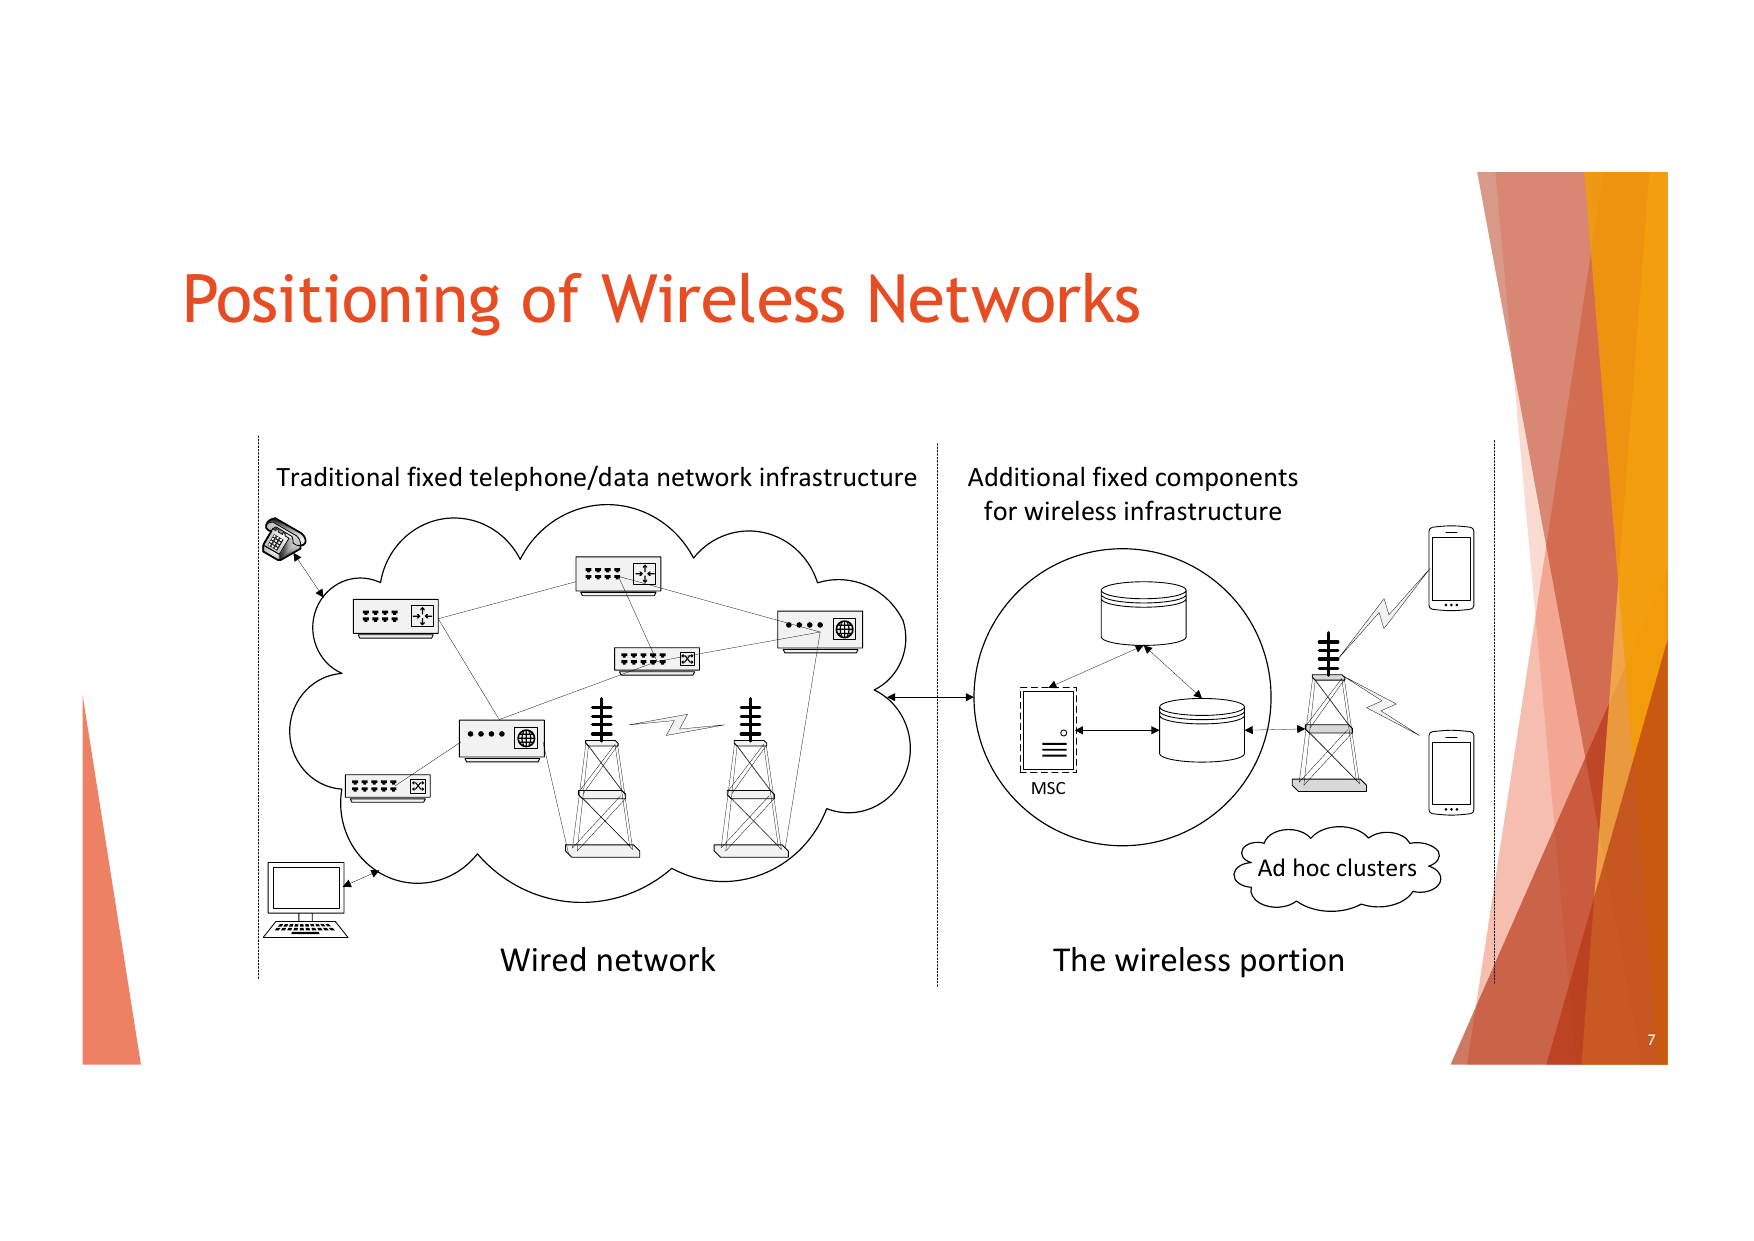 Positioning of Wireless Networks
Traditional fixed telephone/data network infrastructure
Additional fixed components
for wireless infrastructure
MSC
Ad hoc clusters
Wired network
The wireless portion
7